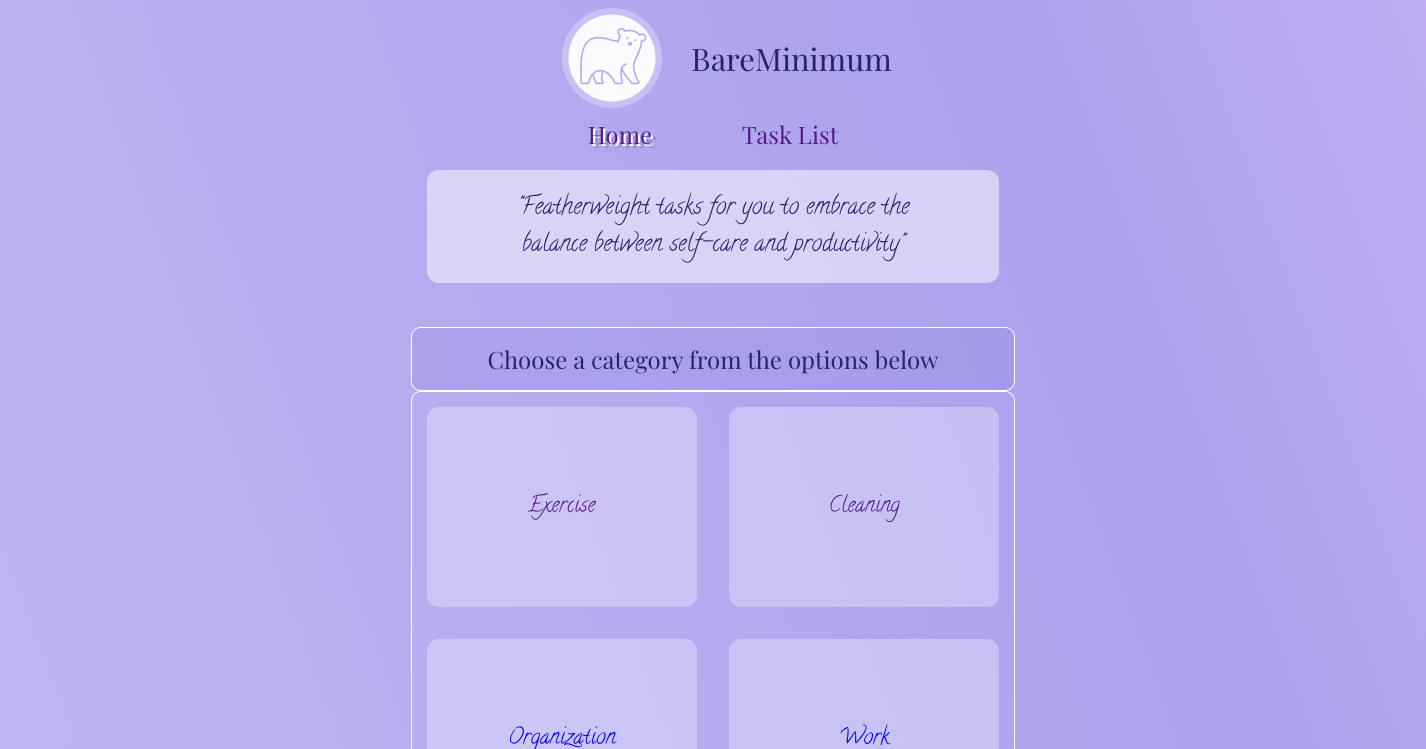 BareMinimum
Home Task List
"Featherweight tasks for you to embrace the
balance between self-care and productivity"
Choose a category from the options below
Exercise Cleaning
Organization Work